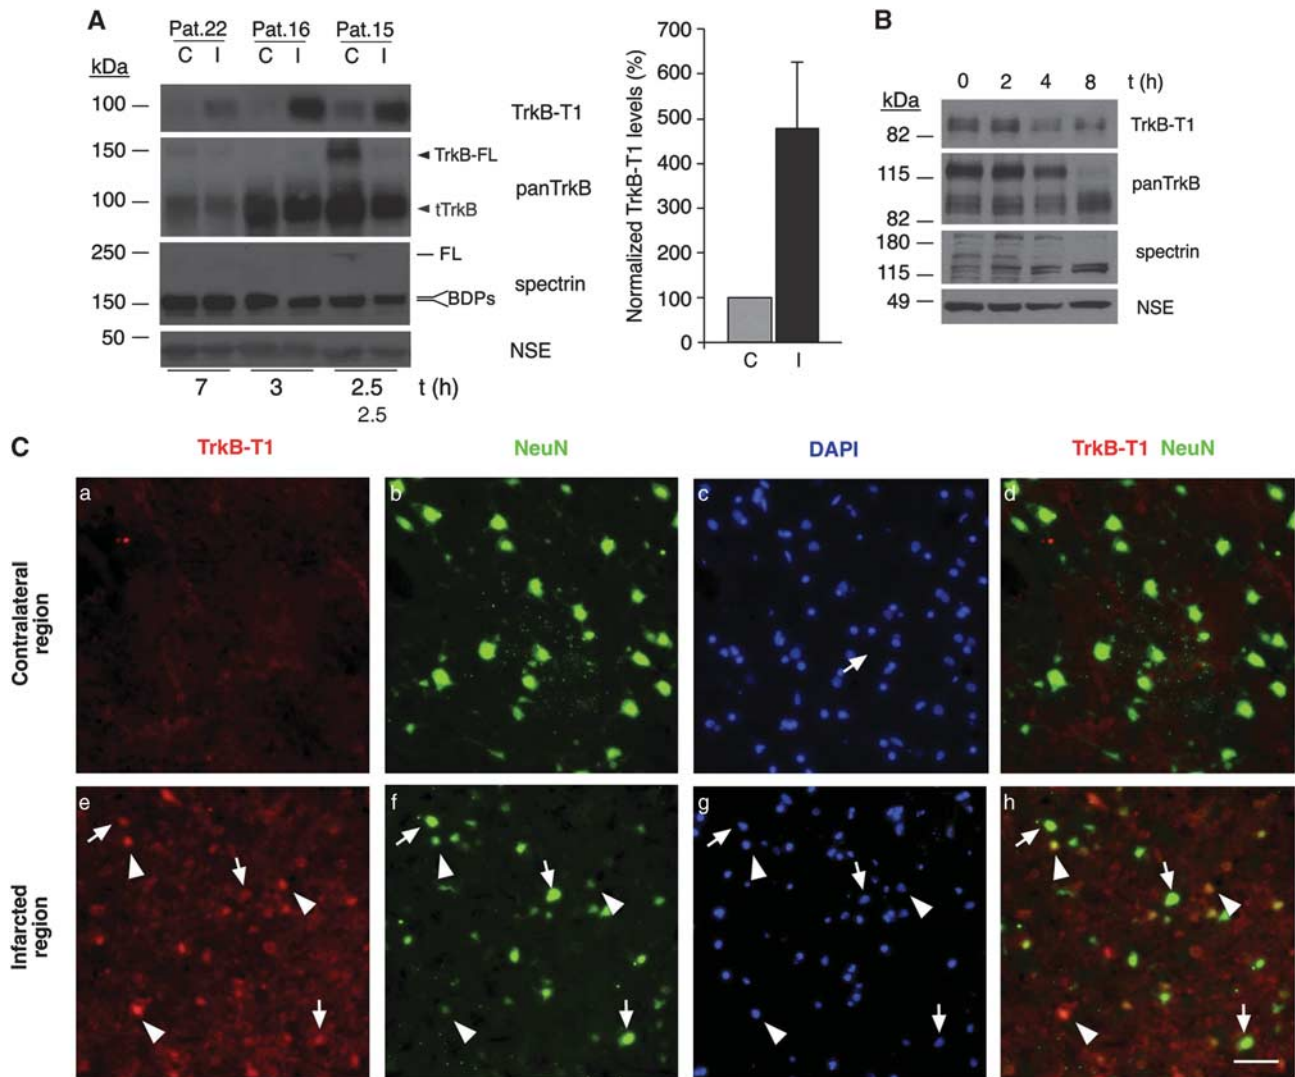 A
Pat.22 Pat.16 Pat.15
C I C I C I
kDa
100
TrkB-T1
150
TrkB-FL
panTrkB
100
tTrkB
250
FL
spectrin
150
BDPs
50
NSE
7 3 2.5 t (h)
2.5
Normalized TrkB-T1 levels (%)
700
600
500
400
300
200
100
0
C I
B
0 2 4 8 t (h)
kDa
82
TrkB-T1
115
panTrkB
82
180
spectrin
115
49
NSE
C
TrkB-T1 NeuN DAPI TrkB-T1 NeuN
Contralateral region
a b c d
Infarcted region
e f g h